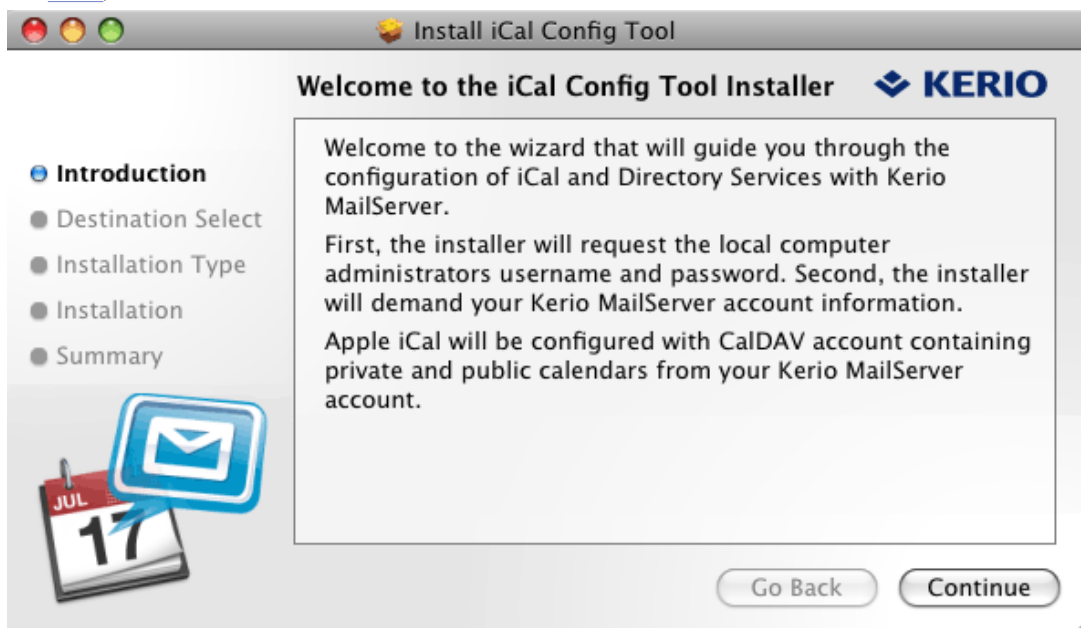 Install iCal Config Tool
Welcome to the iCal Config Tool Installer
KERIO
Introduction
Destination Select
Installation Type
Installation
Summary
Welcome to the wizard that will guide you through the
configuration of iCal and Directory Services with Kerio
MailServer.
First, the installer will request the local computer
administrators username and password. Second, the installer
will demand your Kerio MailServer account information.
Apple iCal will be configured with CalDAV account containing
private and public calendars from your Kerio MailServer
account.
JUL
17
Go Back
Continue